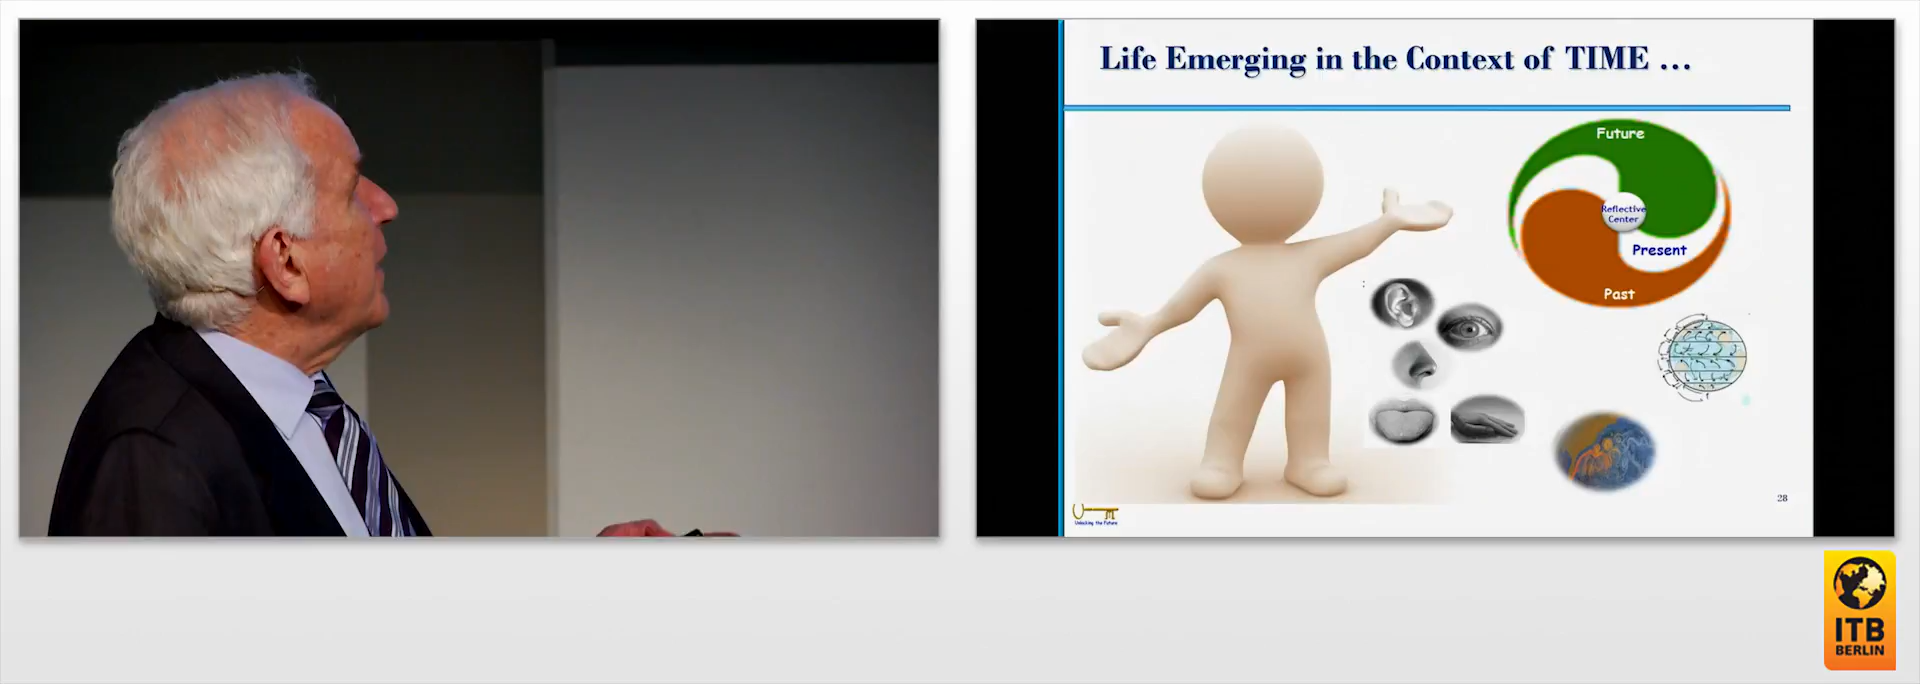 Life Emerging in the Context of TIME ...
Future
Reflective
Center
Present
Past
28
Unlocking the Future
ITB
BERLIN